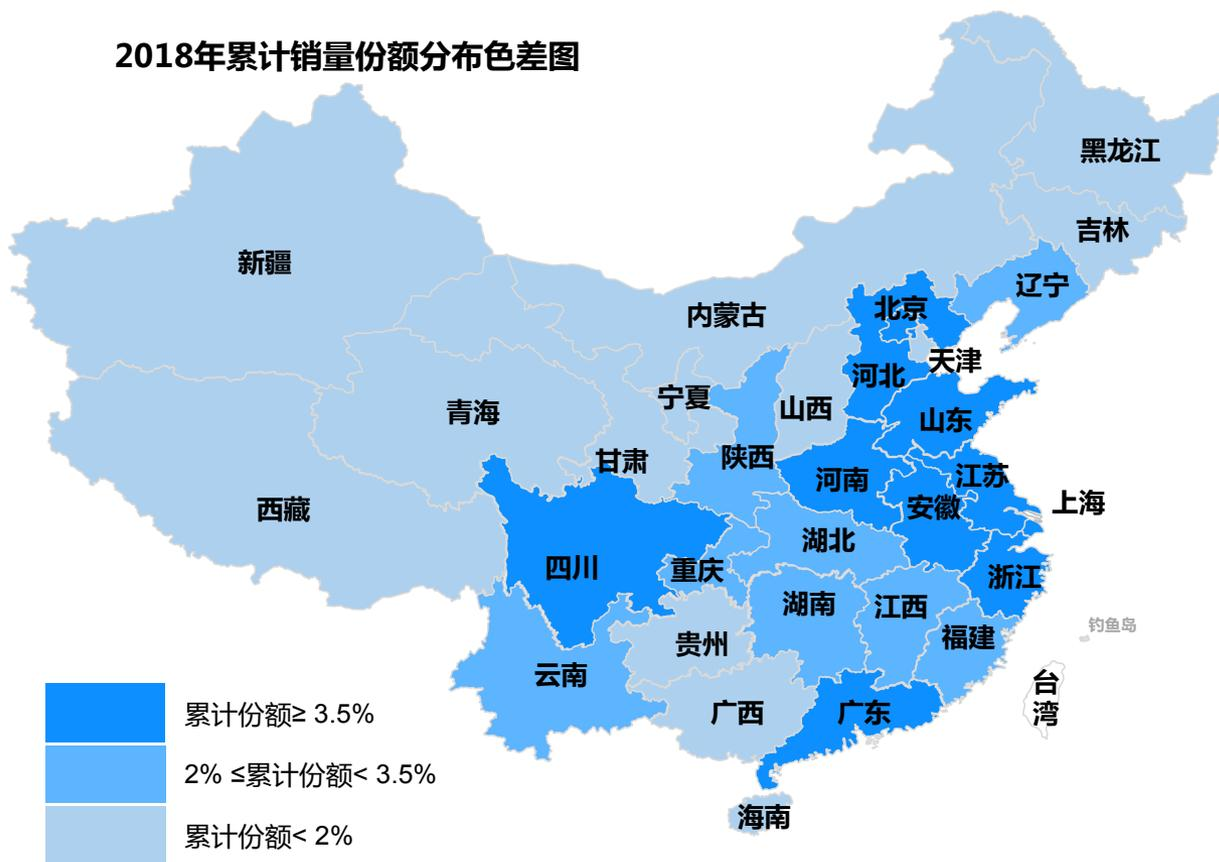 2018年累计销量份额分布色差图
黑龙江
吉林
新疆
辽宁
内蒙古
北京
天津
河北
宁夏
山西
青海
山东
甘肃
陕西
河南
江苏
西藏
安徽
上海
湖北
四川
重庆
浙江
湖南
江西
钓鱼岛
福建
贵州
云南
台
湾
广西
广东
累计份额≥ 3.5%
2% ≤累计份额< 3.5%
海南
累计份额< 2%